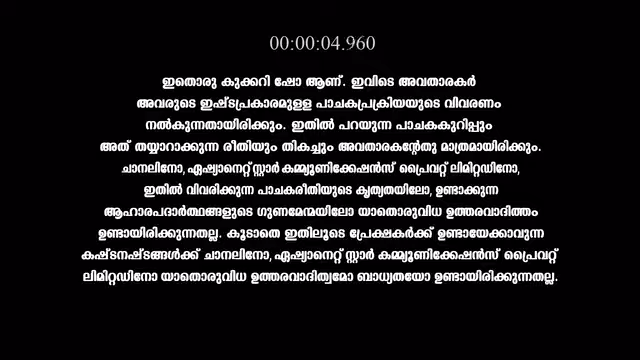 00:00:04.960
ഇതൊരു കുക്കറി ഷോ ആണ്. ഇവിടെ അവതാരകർ
അവരുടെ ഇഷ്ടപ്രകാരമുളള പാചകപ്രക്രിയയുടെ വിവരണം
നൽകുന്നതായിരിക്കും. ഇതിൽ പറയുന്ന പാചകകുറിപ്പും
അത് തയ്യാറാക്കുന്ന രീതിയും തികച്ചും അവതാരകന്റേതു മാത്രമായിരിക്കും.
ചാനലിനോ, ഏഷ്യാനെറ്റ് സ്റ്റാർ കമ്മ്യൂണിക്കേഷൻസ് പ്രൈവറ്റ് ലിമിറ്റഡിനോ,
ഇതിൽ വിവരിക്കുന്ന പാചകരീതിയുടെ കൃത്യതയിലോ, ഉണ്ടാക്കുന്ന
ആഹാരപദാർത്ഥങ്ങളുടെ ഗുണമേന്മയിലോ യാതൊരുവിധ ഉത്തരവാദിത്തം
ഉണ്ടായിരിക്കുന്നതല്ല. കൂടാതെ ഇതിലൂടെ പ്രേക്ഷകർക്ക് ഉണ്ടായേക്കാവുന്ന
കഷ്ടനഷ്ടങ്ങൾക്ക് ചാനലിനോ, ഏഷ്യാനെറ്റ് സ്റ്റാർ കമ്മ്യൂണിക്കേഷൻസ് പ്രൈവറ്റ്
ലിമിറ്റഡിനോ യാതൊരുവിധ ഉത്തരവാദിത്വമോ ബാധ്യതയോ ഉണ്ടായിരിക്കുന്നതല്ല.